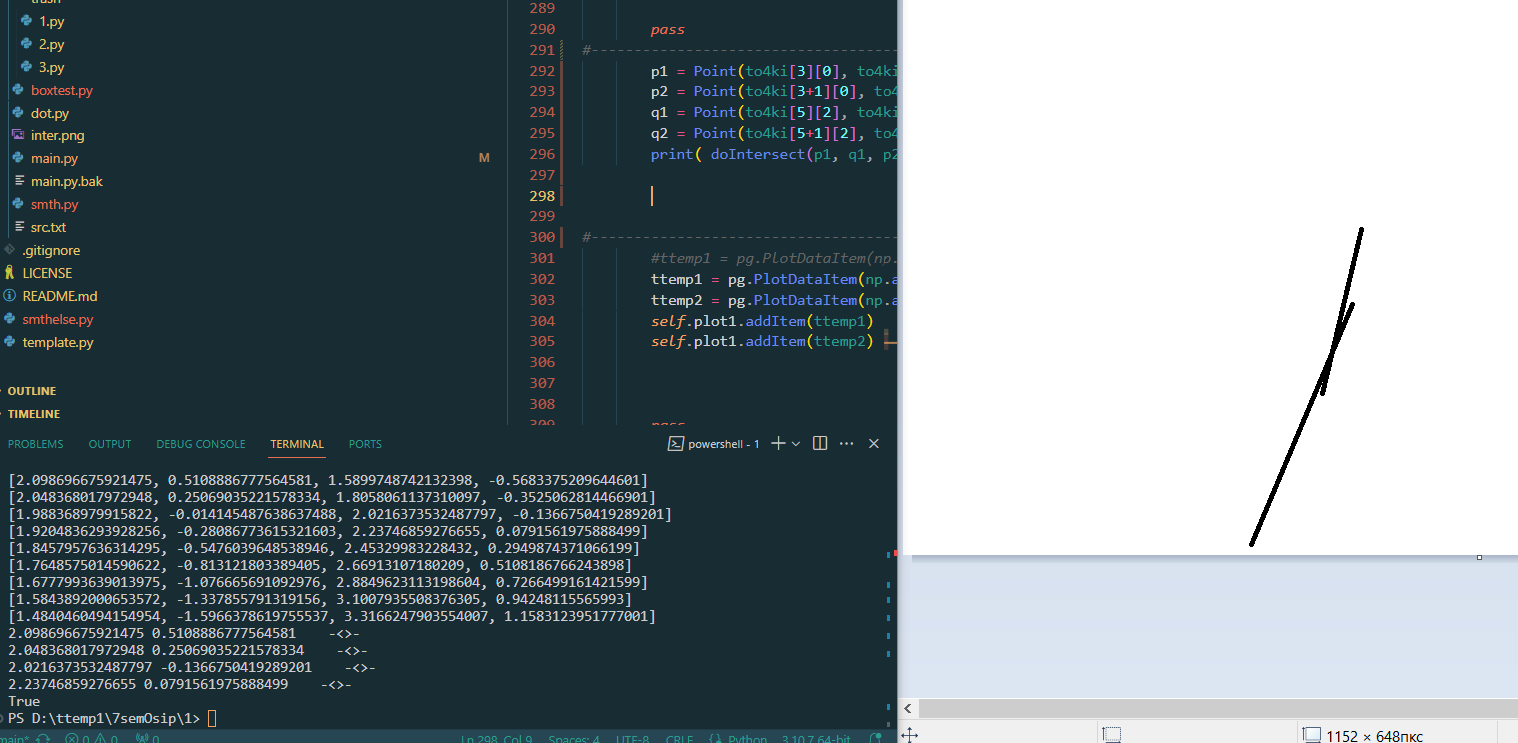 trash
1.py
2.py
3.py
boxtest.py
dot.py
inter.png
main.py M
main.py.bak
smth.py
src.txt
.gitignore
LICENSE
README.md
smthelse.py
template.py
OUTLINE
TIMELINE
289
290 pass
291 #-------------------------------------
292 p1 = Point(to4ki[3][0], to4ki
293 p2 = Point(to4ki[3+1][0], to4
294 q1 = Point(to4ki[5][2], to4ki
295 q2 = Point(to4ki[5+1][2], to4
296 print( doIntersect(p1, q1, p2
297
298
299
300 #-------------------------------------
301 #ttemp1 = pg.PlotDataItem(np.
302 ttemp1 = pg.PlotDataItem(np.a
303 ttemp2 = pg.PlotDataItem(np.a
304 self.plot1.addItem(ttemp1)
305 self.plot1.addItem(ttemp2)
306
307
308
309 pass
PROBLEMS OUTPUT DEBUG CONSOLE TERMINAL PORTS powershell - 1
[2.098696675921475, 0.5108886777564581, 1.5899748742132398, -0.5683375209644601]
[2.048368017972948, 0.25069035221578334, 1.8058061137310097, -0.3525062814466901]
[1.988368979915822, -0.014145487638637488, 2.0216373532487797, -0.1366750419289201]
[1.9204836293928256, -0.28086773615321603, 2.23746859276655, 0.0791561975888499]
[1.8457957636314295, -0.5476039648538946, 2.45329983228432, 0.2949874371066199]
[1.7648575014590622, -0.813121803389405, 2.66913107180209, 0.5108186766243898]
[1.6777993639013975, -1.076665691092976, 2.8849623113198604, 0.7266499161421599]
[1.5843892000653572, -1.337855791319156, 3.1007935508376305, 0.94248115565993]
[1.4840460494154954, -1.5966378619755537, 3.3166247903554007, 1.1583123951777001]
2.098696675921475 0.5108886777564581 -<>-
2.048368017972948 0.25069035221578334 -<>-
2.0216373532487797 -0.1366750419289201 -<>-
2.23746859276655 0.0791561975888499 -<>-
True
PS D:\ttemp1\7semOsip\1>
main* 0 0 0 Ln 298, Col 9 Spaces: 4 UTF-8 CRLF Python 3.10.7 64-bit
1152 × 648пкс